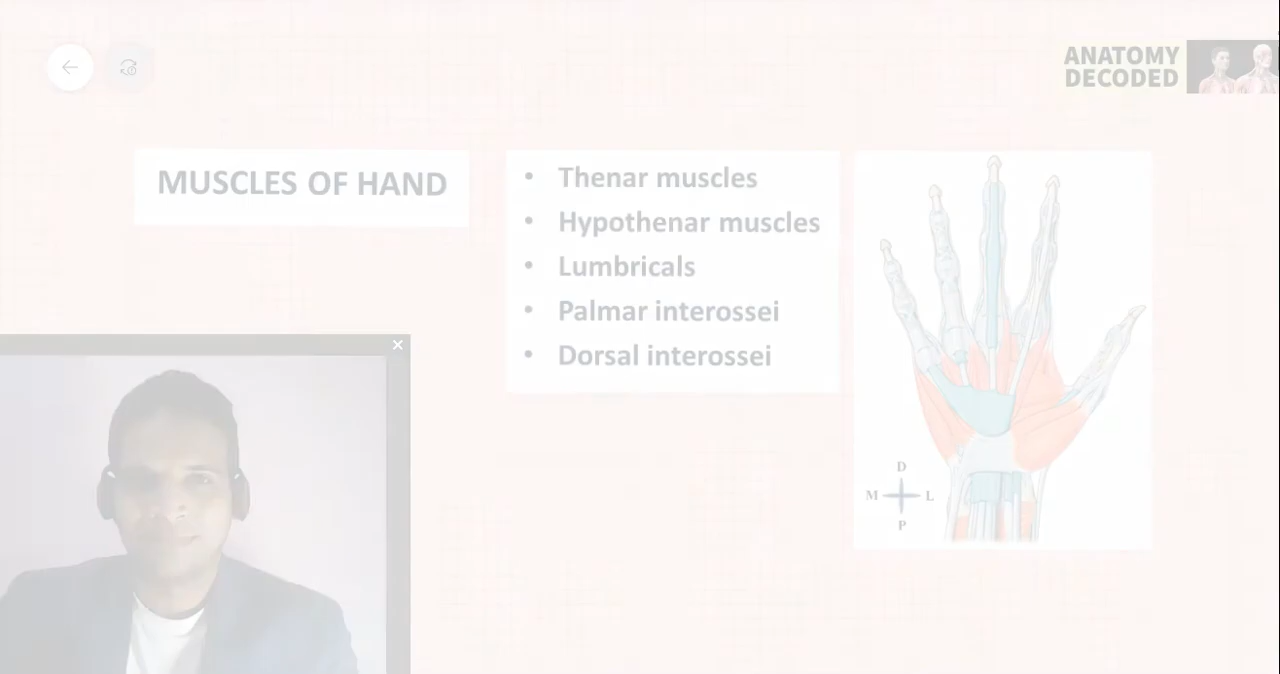 ANATOMY
DECODED
MUSCLES OF HAND
• Thenar muscles
• Hypothenar muscles
• Lumbricals
• Palmar interossei
• Dorsal interossei
D
M L
P